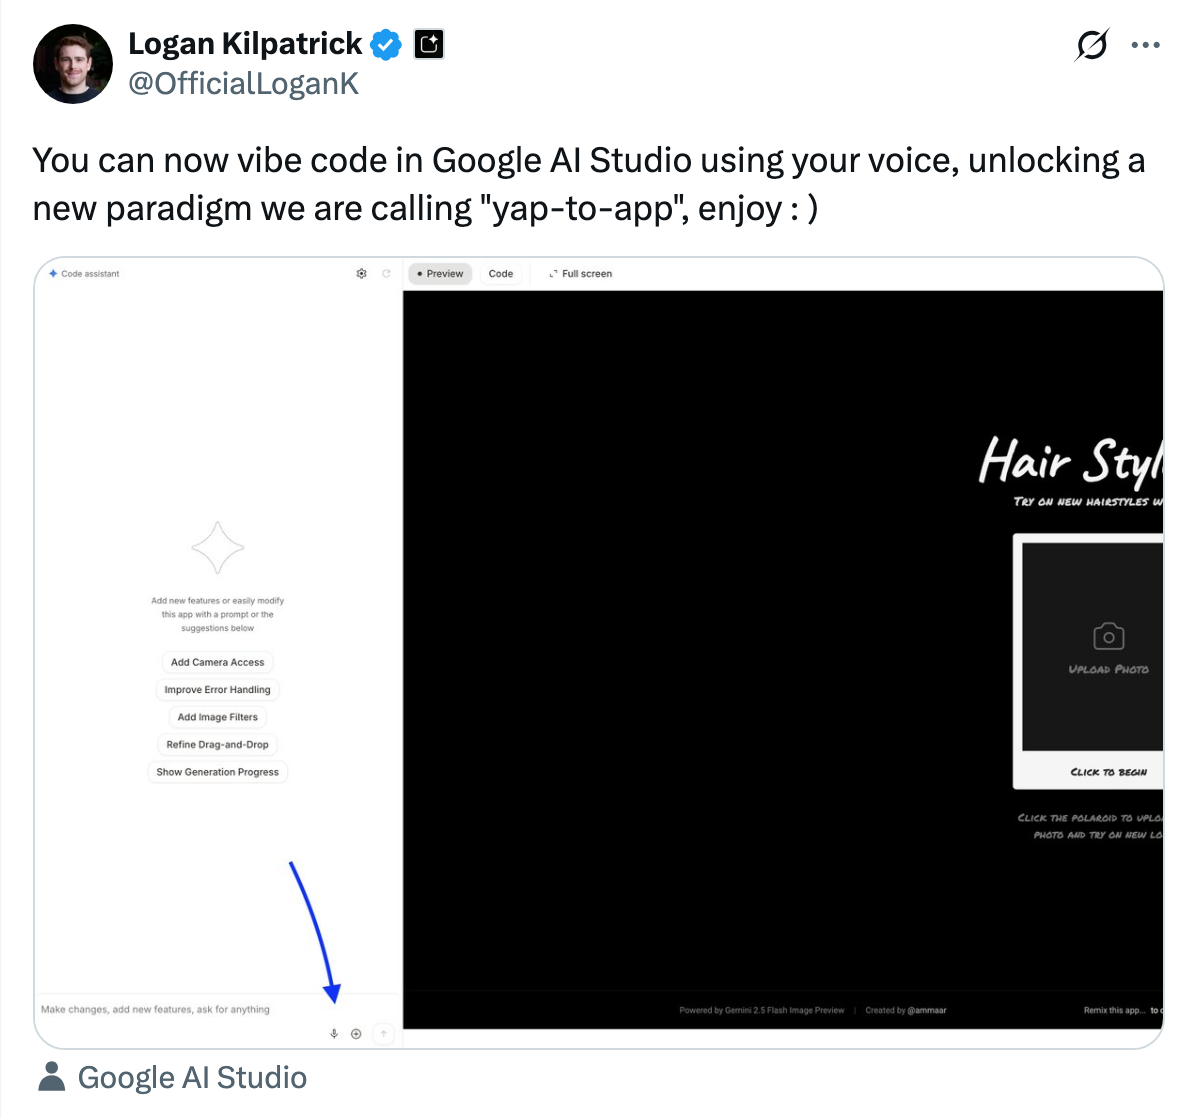 Logan Kilpatrick
@OfficialLoganK
You can now vibe code in Google AI Studio using your voice, unlocking a
new paradigm we are calling "yap-to-app", enjoy : )
Code assistant
Preview Code Full screen
Add new features or easily modify
this app with a prompt or the
suggestions below
Add Camera Access
Improve Error Handling
Add Image Filters
Refine Drag-and-Drop
Show Generation Progress
Make changes, add new features, ask for anything
Hair Styl
Try on new hairstyles w
Upload Photo
Click to begin
Click the polaroid to uplo
photo and try on new lo
Powered by Gemini 2.5 Flash Image Preview | Created by @ammaar
Remix this app... to c
Google AI Studio